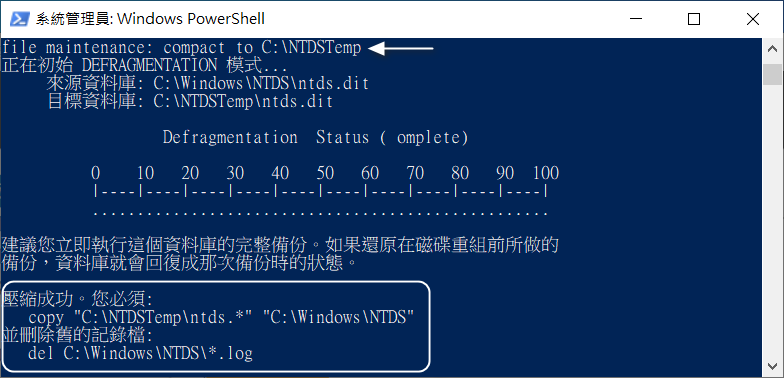 系統管理員: Windows PowerShell
file maintenance: compact to C:\NTDSTemp
正在初始 DEFRAGMENTATION 模式...
來源資料庫: C:\Windows\NTDS\ntds.dit
目標資料庫: C:\NTDSTemp\ntds.dit
Defragmentation  Status ( omplete)
0    10   20   30   40   50   60   70   80   90  100
|----|----|----|----|----|----|----|----|----|----|
...................................................
建議您立即執行這個資料庫的完整備份。如果還原在磁碟重組前所做的
備份，資料庫就會回復成那次備份時的狀態。
壓縮成功。您必須:
copy "C:\NTDSTemp\ntds.*" "C:\Windows\NTDS"
並刪除舊的記錄檔:
del C:\Windows\NTDS\*.log